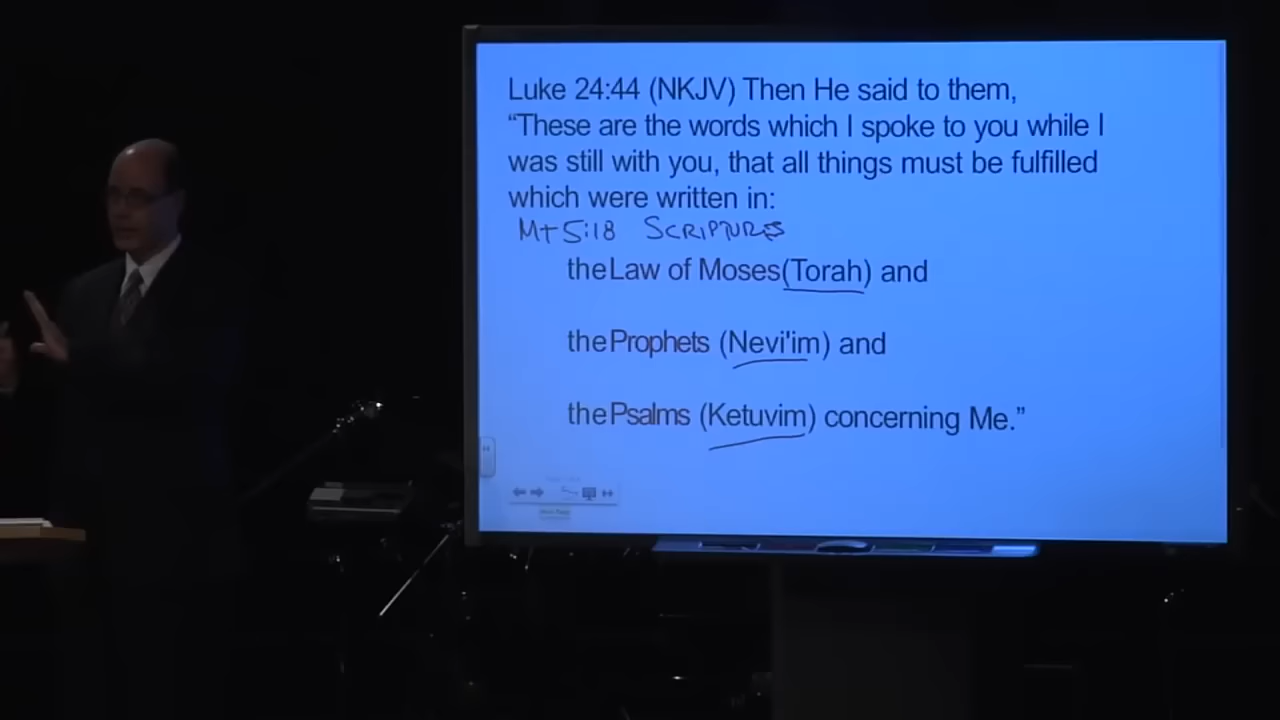 Luke 24:44 (NKJV) Then He said to them,
“These are the words which I spoke to you while I
was still with you, that all things must be fulfilled
which were written in:
Mt 5:18 SCRIPTURES
the Law of Moses (Torah) and
the Prophets (Nevi'im) and
the Psalms (Ketuvim) concerning Me.”